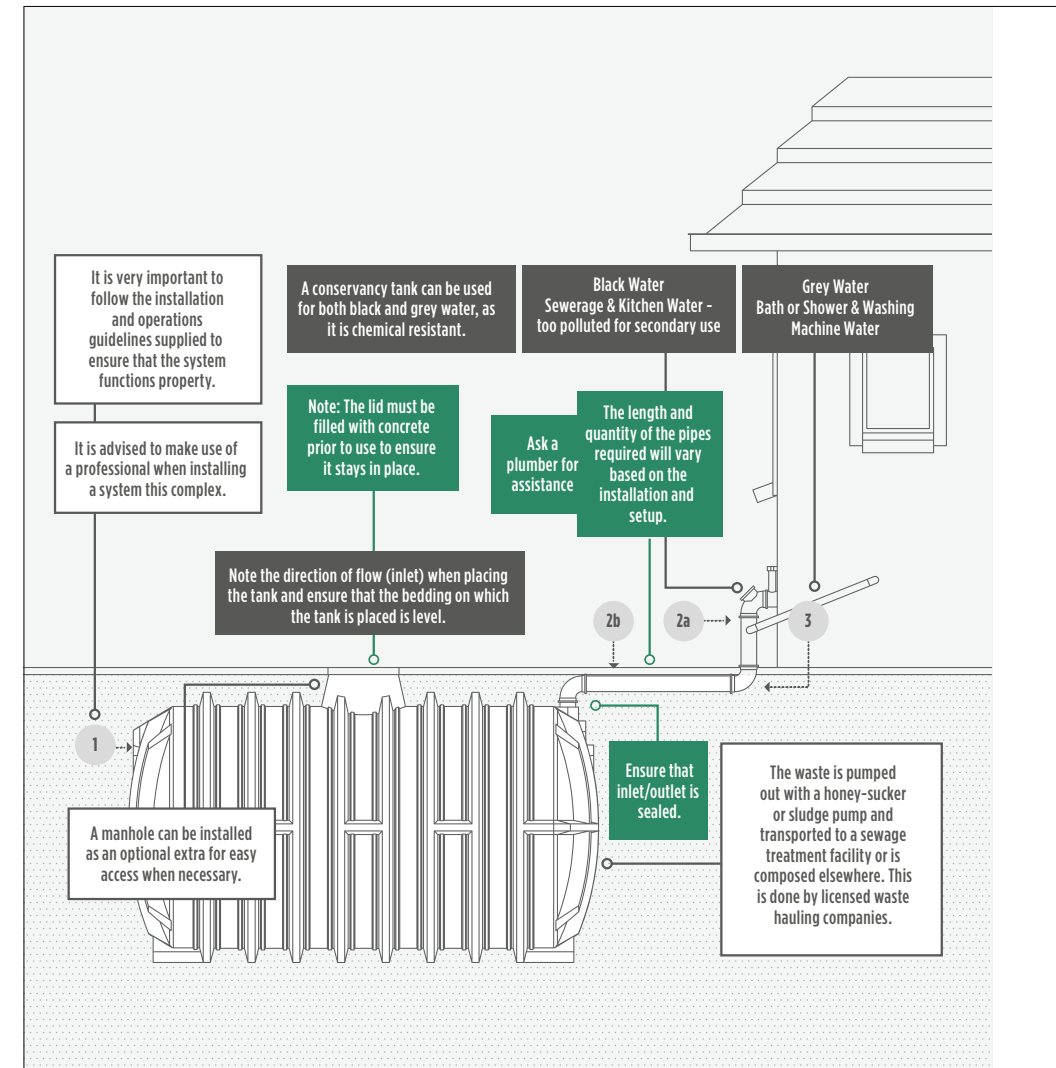 It is very important to
follow the installation
and operations
guidelines supplied to
ensure that the system
functions property.
It is advised to make use of
a professional when installing
a system this complex.
A conservancy tank can be used
for both black and grey water, as
it is chemical resistant.
Black Water
Sewerage & Kitchen Water -
too polluted for secondary use
Grey Water
Bath or Shower & Washing
Machine Water
Note: The lid must be
filled with concrete
prior to use to ensure
it stays in place.
Ask a
plumber for
assistance
The length and
quantity of the pipes
required will vary
based on the
installation and
setup.
Note the direction of flow (inlet) when placing
the tank and ensure that the bedding on which
the tank is placed is level.
2b
2a
3
1
Ensure that
inlet/outlet is
sealed.
A manhole can be installed
as an optional extra for easy
access when necessary.
The waste is pumped
out with a honey-sucker
or sludge pump and
transported to a sewage
treatment facility or is
composed elsewhere. This
is done by licensed waste
hauling companies.